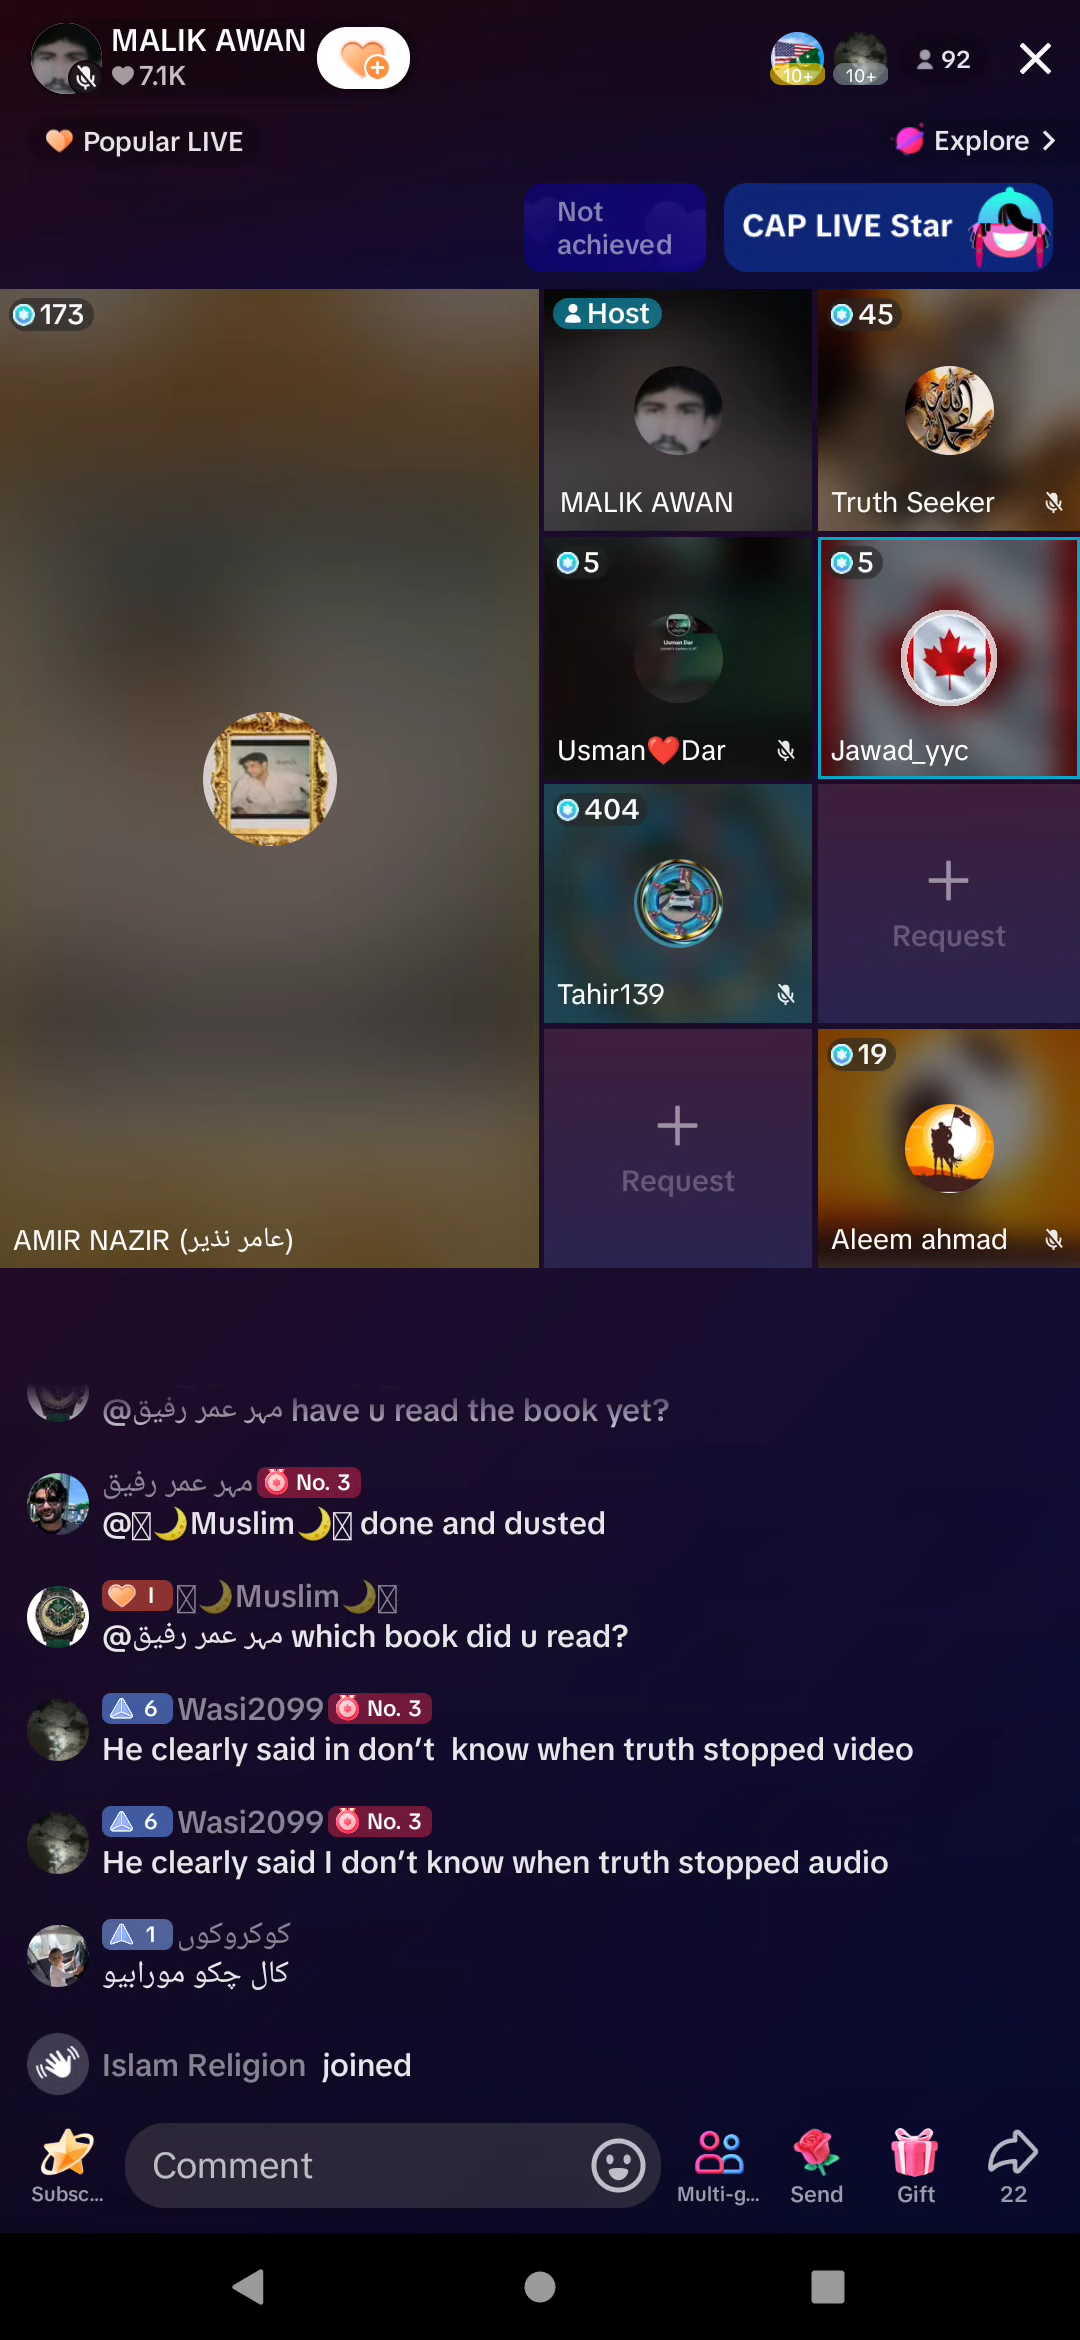 MALIK AWAN
7.1K
10+
10+
92
Popular LIVE
Explore
Not
achieved
CAP LIVE Star
173
Host
45
MALIK AWAN
Truth Seeker
5
5
Usman❤️Dar
Jawad_yyc
404
Request
Tahir139
19
Request
AMIR NAZIR (عامر نذیر)
Aleem ahmad
@مہر عمر رفیق have u read the book yet?
مہر عمر رفیق No. 3
@🌙Muslim🌙 done and dusted
I 🌙Muslim🌙
@مہر عمر رفیق which book did u read?
6 Wasi2099 No. 3
He clearly said in don't know when truth stopped video
6 Wasi2099 No. 3
He clearly said I don't know when truth stopped audio
1 کوکروکوں
کال چکو مورابیو
Islam Religion joined
Subsc...
Comment
Multi-g...
Send
Gift
22